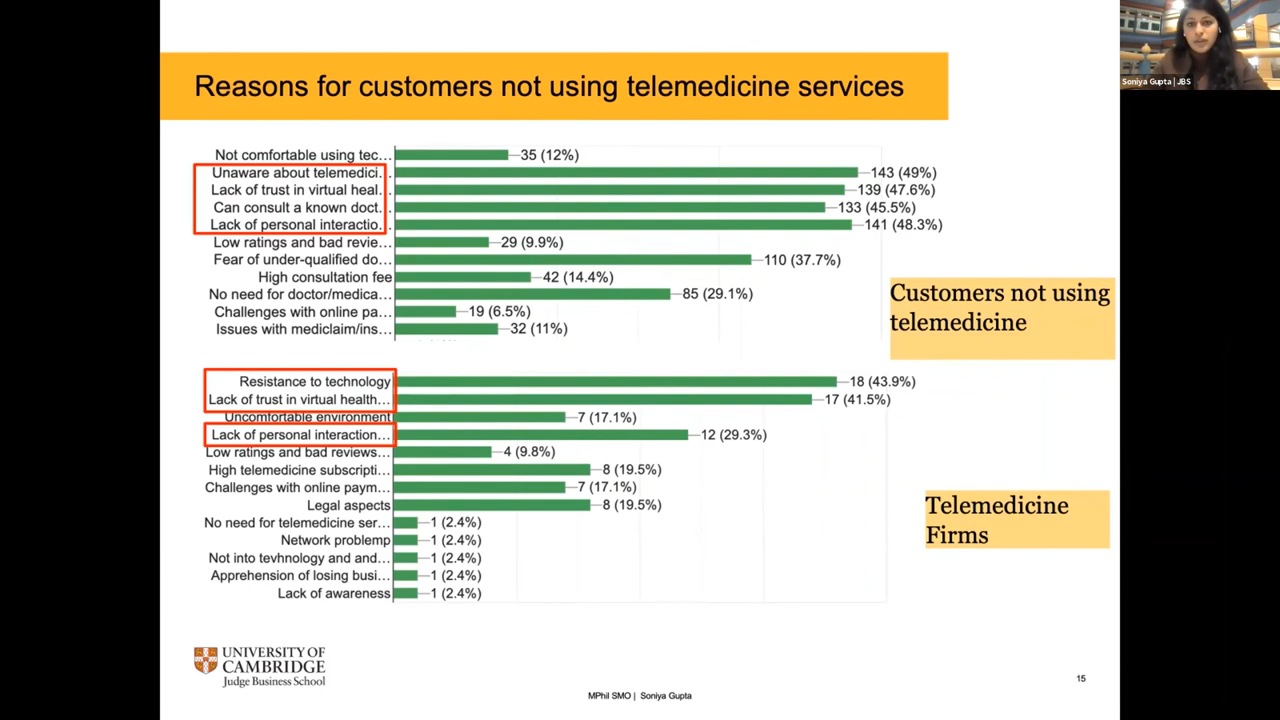 Soniya Gupta | JBS
Reasons for customers not using telemedicine services
Not comfortable using tec… 35 (12%)
Unaware about telemedici… 143 (49%)
Lack of trust in virtual heal… 139 (47.6%)
Can consult a known doct… 133 (45.5%)
Lack of personal interactio… 141 (48.3%)
Low ratings and bad revie… 29 (9.9%)
Fear of under-qualified do… 110 (37.7%)
High consultation fee 42 (14.4%)
No need for doctor/medica… 85 (29.1%)
Challenges with online pa… 19 (6.5%)
Issues with mediclaim/ins… 32 (11%)
Customers not using
telemedicine
Resistance to technology 18 (43.9%)
Lack of trust in virtual health… 17 (41.5%)
Uncomfortable environment 7 (17.1%)
Lack of personal interaction… 12 (29.3%)
Low ratings and bad reviews… 4 (9.8%)
High telemedicine subscripti… 8 (19.5%)
Challenges with online paym… 7 (17.1%)
Legal aspects 8 (19.5%)
No need for telemedicine ser… 1 (2.4%)
Network problemp 1 (2.4%)
Not into tevhnology and and… 1 (2.4%)
Apprehension of losing busi… 1 (2.4%)
Lack of awareness 1 (2.4%)
Telemedicine
Firms
UNIVERSITY OF
CAMBRIDGE
Judge Business School
15
MPhil SMO | Soniya Gupta